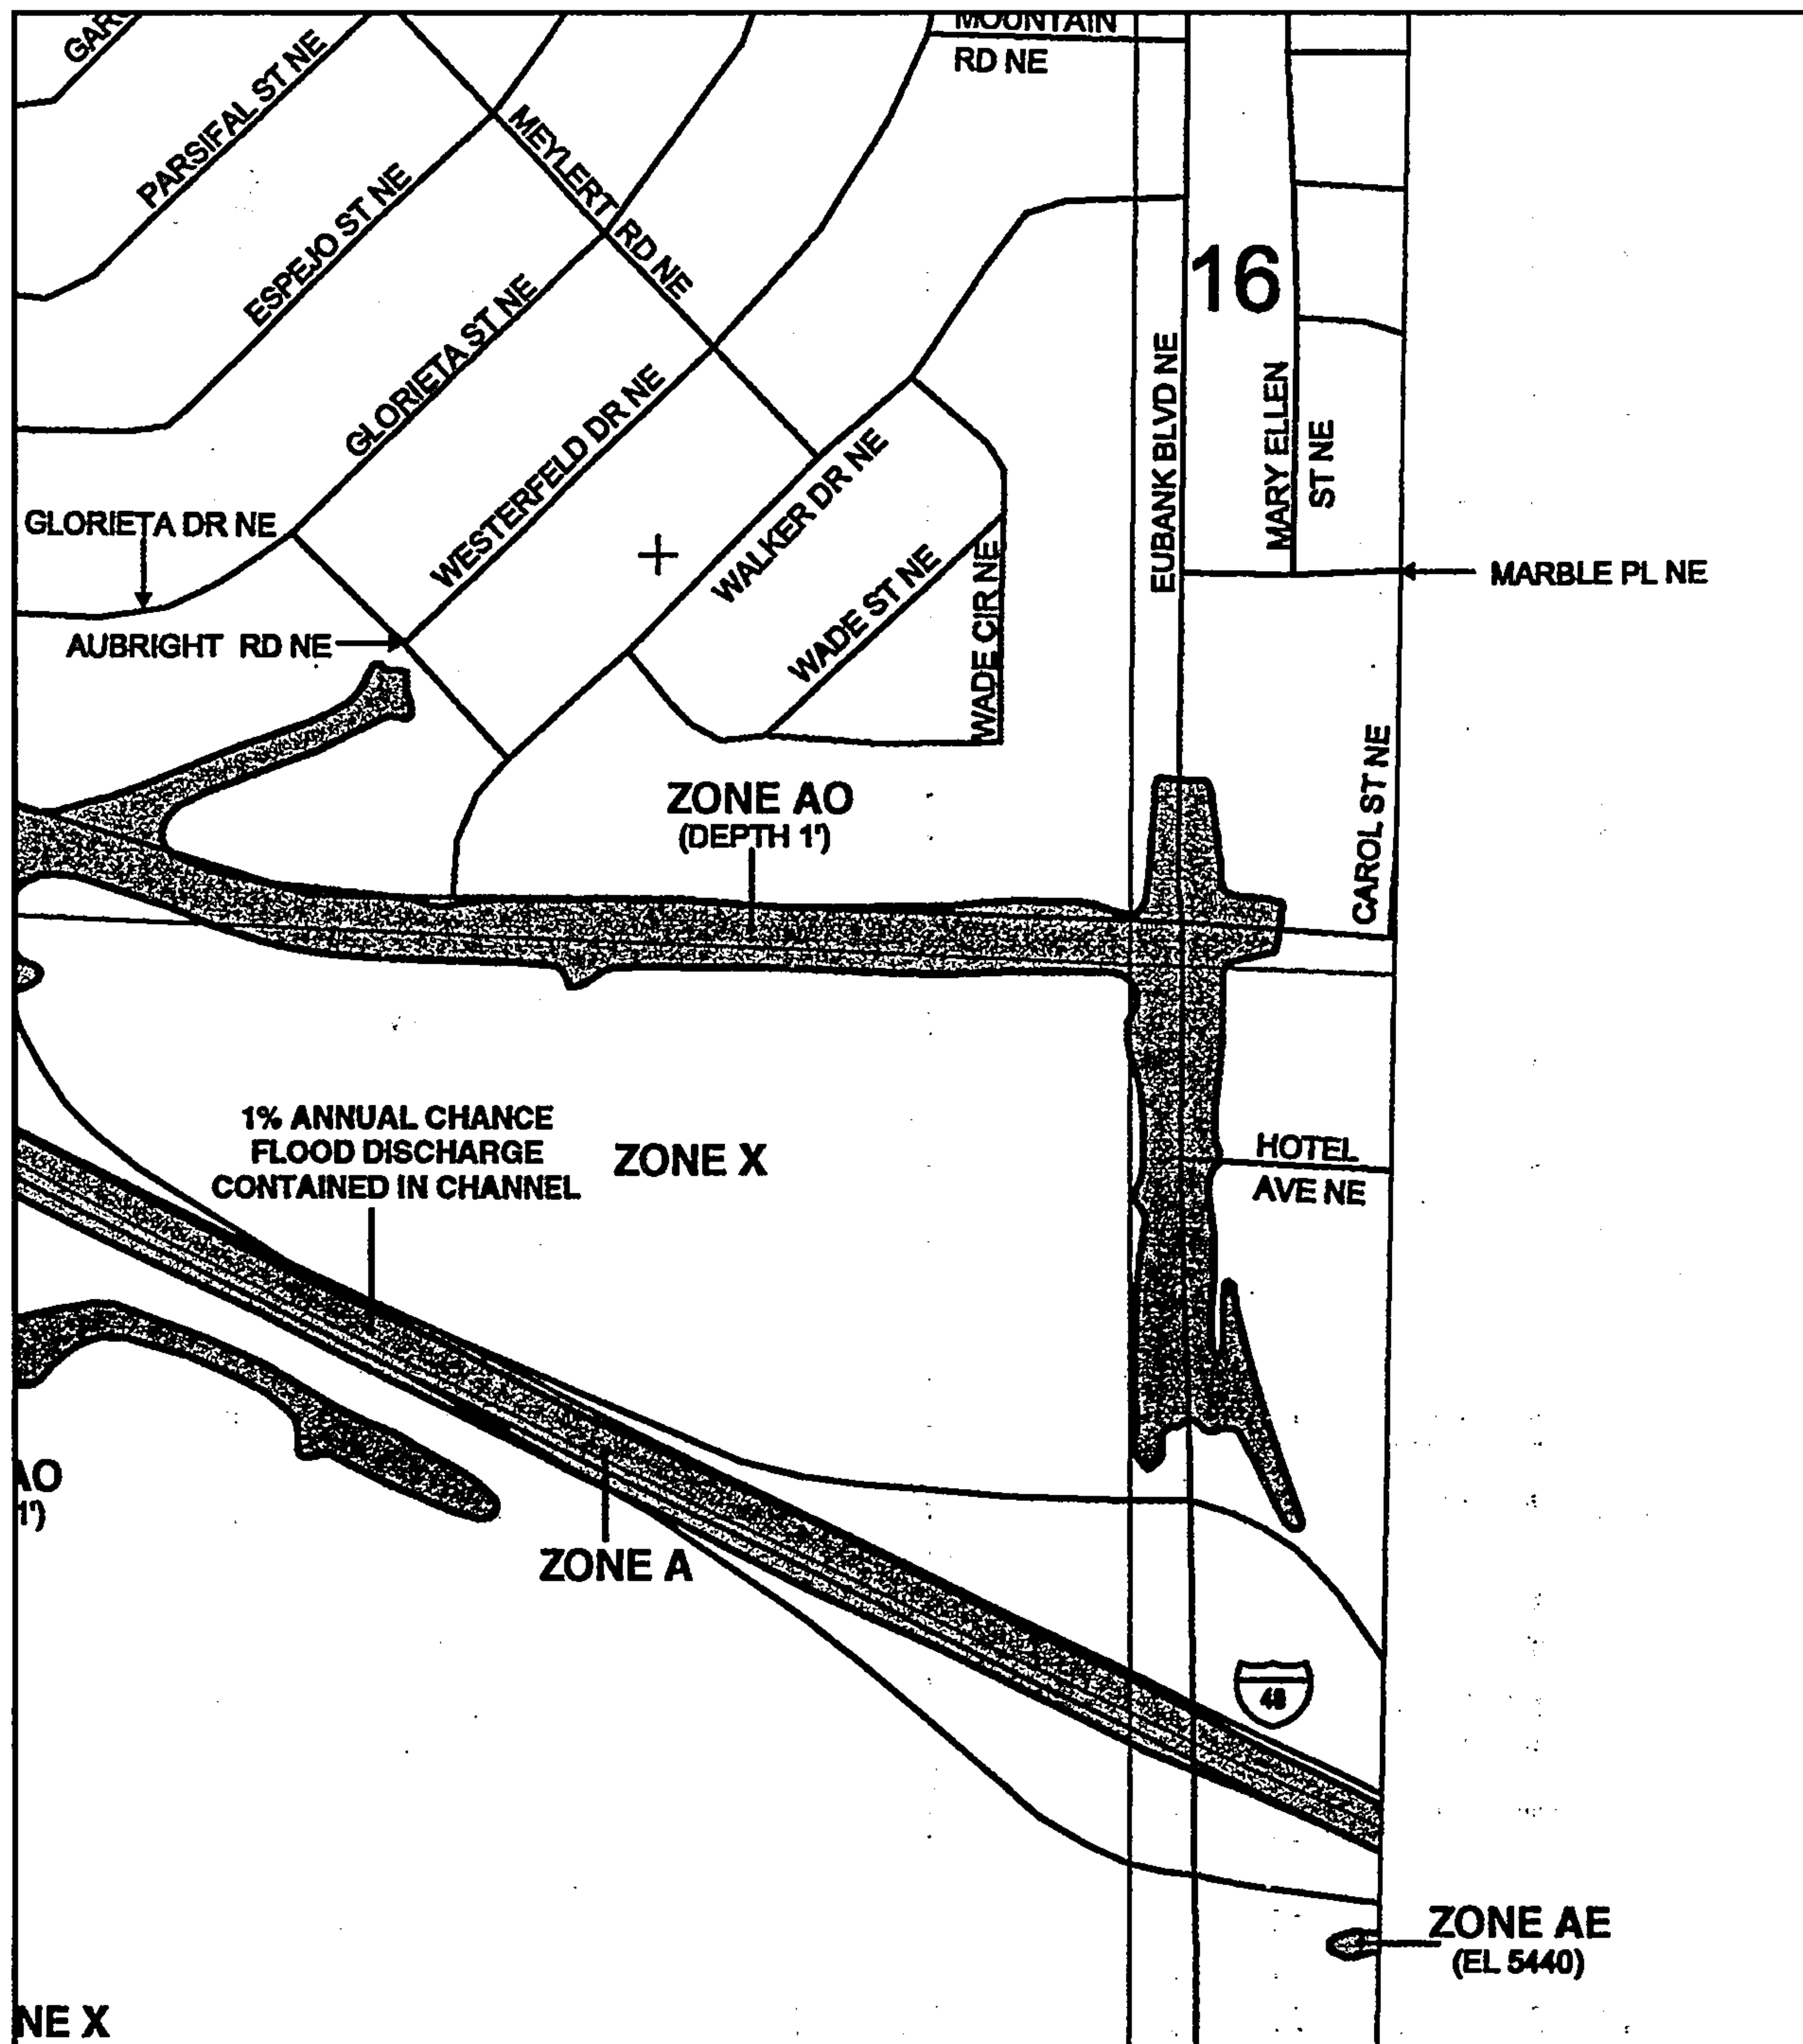 MOUNTAIN
RD NE
PARSIFAL ST NE
MEYLERT RD NE
ESPEJO ST NE
16
GLORIETA ST NE
EUBANK BLVD NE
MARY ELLEN
ST NE
WESTERFELD DR NE
WALKER DR NE
GLORIETA DR NE
WADE ST NE
WADE CIR NE
MARBLE PL NE
AUBRIGHT RD NE
CAROL ST NE
ZONE AO
(DEPTH 1')
1% ANNUAL CHANCE
FLOOD DISCHARGE
CONTAINED IN CHANNEL
ZONE X
HOTEL
AVE NE
AO
1')
ZONE A
ZONE AE
(EL 5440)
NE X